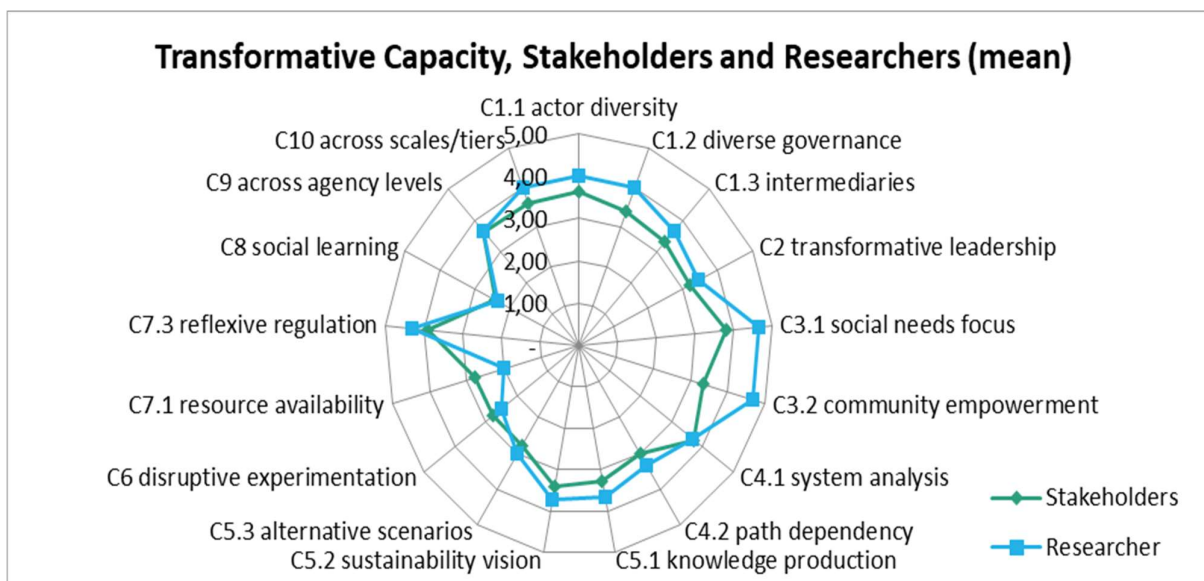 Transformative Capacity, Stakeholders and Researchers (mean)
C1.1 actor diversity
C1.2 diverse governance
C1.3 intermediaries
C2 transformative leadership
C3.1 social needs focus
C3.2 community empowerment
C4.1 system analysis
C4.2 path dependency
C5.1 knowledge production
C5.2 sustainability vision
C5.3 alternative scenarios
C6 disruptive experimentation
C7.1 resource availability
C7.3 reflexive regulation
C8 social learning
C9 across agency levels
C10 across scales/tiers
5,00
4,00
3,00
2,00
1,00
-
Stakeholders
Researcher